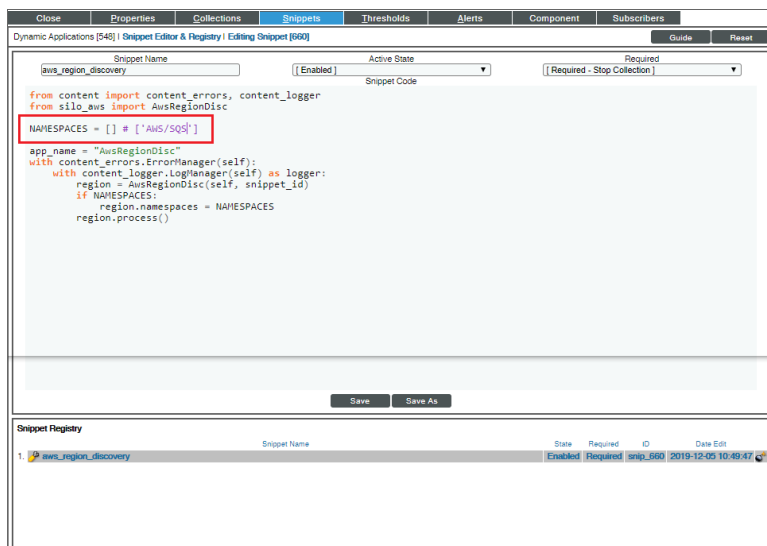 Close Properties Collections Snippets Thresholds Alerts Component Subscribers
Dynamic Applications [548] | Snippet Editor & Registry | Editing Snippet [660] Guide Reset
Snippet Name Active State Required
aws_region_discovery [ Enabled ] [ Required - Stop Collection ]
Snippet Code
from content import content_errors, content_logger
from silo_aws import AwsRegionDisc
NAMESPACES = [] # ['AWS/SQS']
app_name = "AwsRegionDisc"
with content_errors.ErrorManager(self):
with content_logger.LogManager(self) as logger:
region = AwsRegionDisc(self, snippet_id)
if NAMESPACES:
region.namespaces = NAMESPACES
region.process()
Save Save As
Snippet Registry
Snippet Name State Required ID Date Edit
1. aws_region_discovery Enabled Required snip_660 2019-12-05 10:49:47